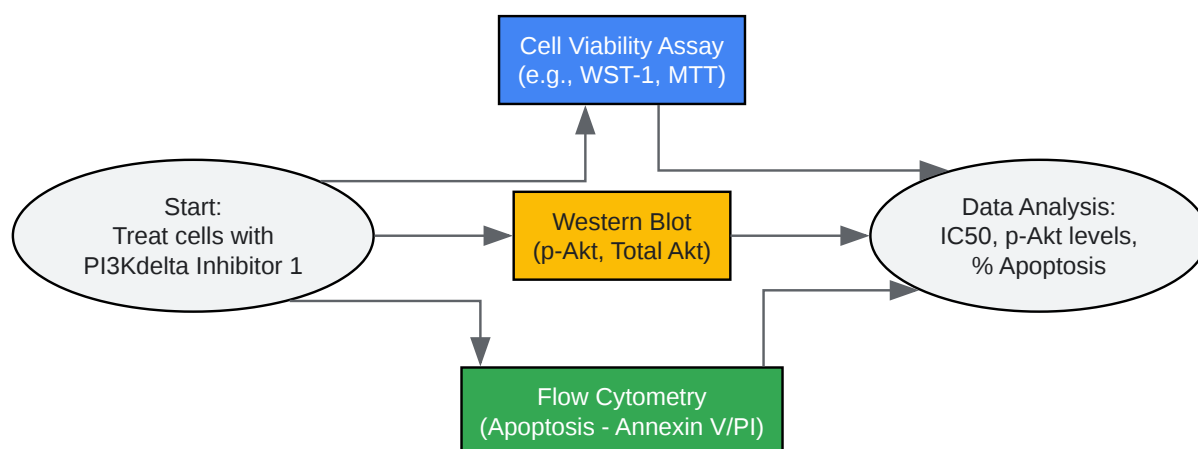 Cell Viability Assay
(e.g., WST-1, MTT)
Start:
Treat cells with
PI3Kdelta Inhibitor 1
Western Blot
(p-Akt, Total Akt)
Data Analysis:
IC50, p-Akt levels,
% Apoptosis
Flow Cytometry
(Apoptosis - Annexin V/PI)